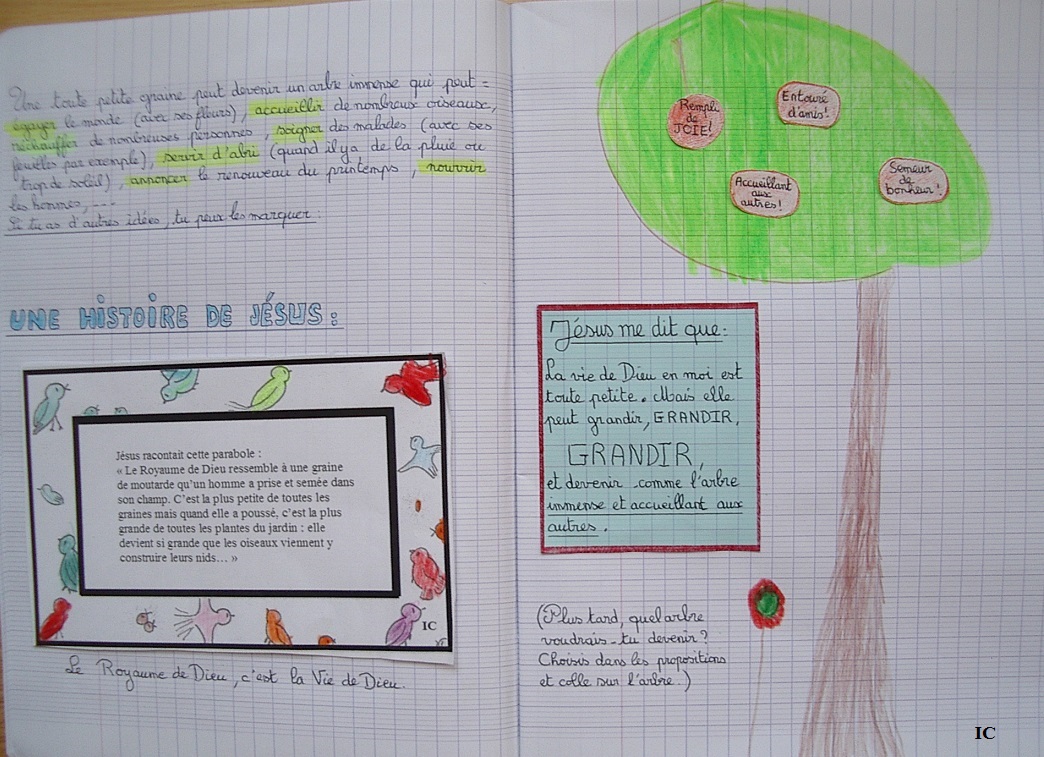 Une toute petite graine peut devenir un arbre immense qui peut =
égayer le monde (avec ses fleurs), accueillir de nombreux oiseaux,
réchauffer de nombreuses personnes, soigner des malades (avec ses
feuilles par exemple), servir d'abri (quand il y a de la pluie ou
trop de soleil), annoncer le renouveau du printemps, nourrir
les hommes, ---
Si tu as d'autres idées, tu peux les marquer :
UNE HISTOIRE DE JÉSUS :
Jésus racontait cette parabole :
« Le Royaume de Dieu ressemble à une graine
de moutarde qu'un homme a prise et semée dans
son champ. C'est la plus petite de toutes les
graines mais quand elle a poussé, c'est la plus
grande de toutes les plantes du jardin : elle
devient si grande que les oiseaux viennent y
construire leurs nids… »
IC
Le Royaume de Dieu, c'est la Vie de Dieu.
Rempli
de
JOIE!
Entouré
d'amis!
Accueillant
aux
autres!
Semeur
de
bonheur!
Jésus me dit que:
La vie de Dieu en moi est
toute petite. Mais elle
peut grandir, GRANDIR,
GRANDIR,
et devenir comme l'arbre
immense et accueillant aux
autres.
(Plus tard, quel arbre
voudrais-tu devenir?
Choisis dans les propositions
et colle sur l'arbre.)
IC